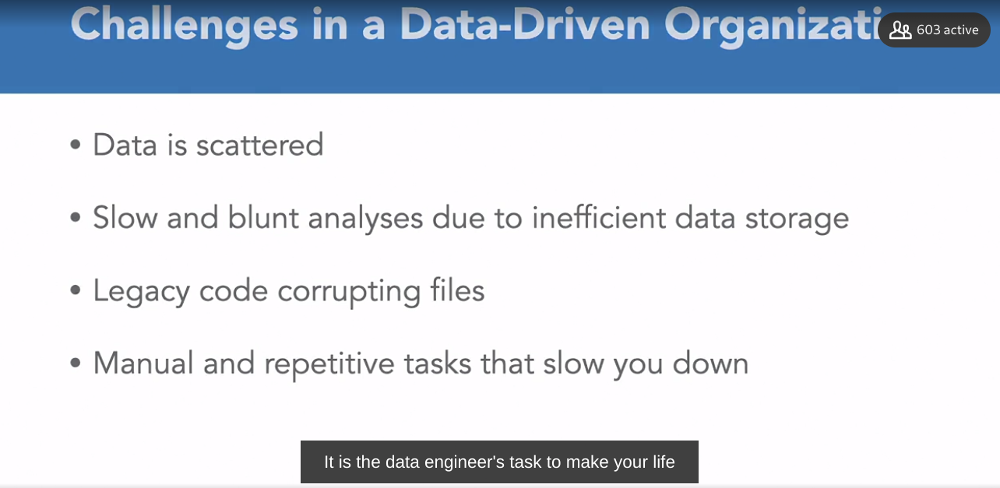 Challenges in a Data-Driven Organizati
603 active
• Data is scattered
• Slow and blunt analyses due to inefficient data storage
• Legacy code corrupting files
• Manual and repetitive tasks that slow you down
It is the data engineer's task to make your life